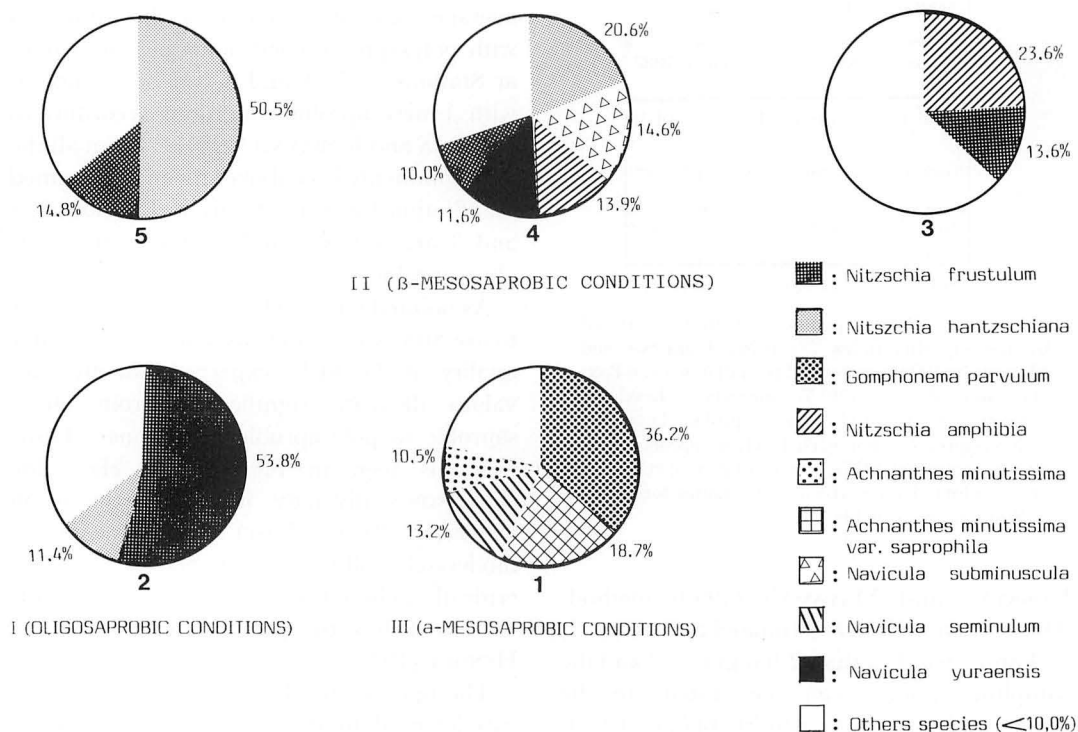 50.5%
14.8%
5
20.6%
14.6%
13.9%
11.6%
10.0%
4
23.6%
13.6%
3
II (ß-MESOSAPROBIC CONDITIONS)
53.8%
11.4%
2
I (OLIGOSAPROBIC CONDITIONS)
36.2%
18.7%
13.2%
10.5%
1
III (a-MESOSAPROBIC CONDITIONS)
: Nitzschia frustulum
: Nitszchia hantzschiana
: Gomphonema parvulum
: Nitzschia amphibia
: Achnanthes minutissima
: Achnanthes minutissima
var. saprophila
: Navicula subminuscula
: Navicula seminulum
: Navicula yuraensis
: Others species (<10,0%)